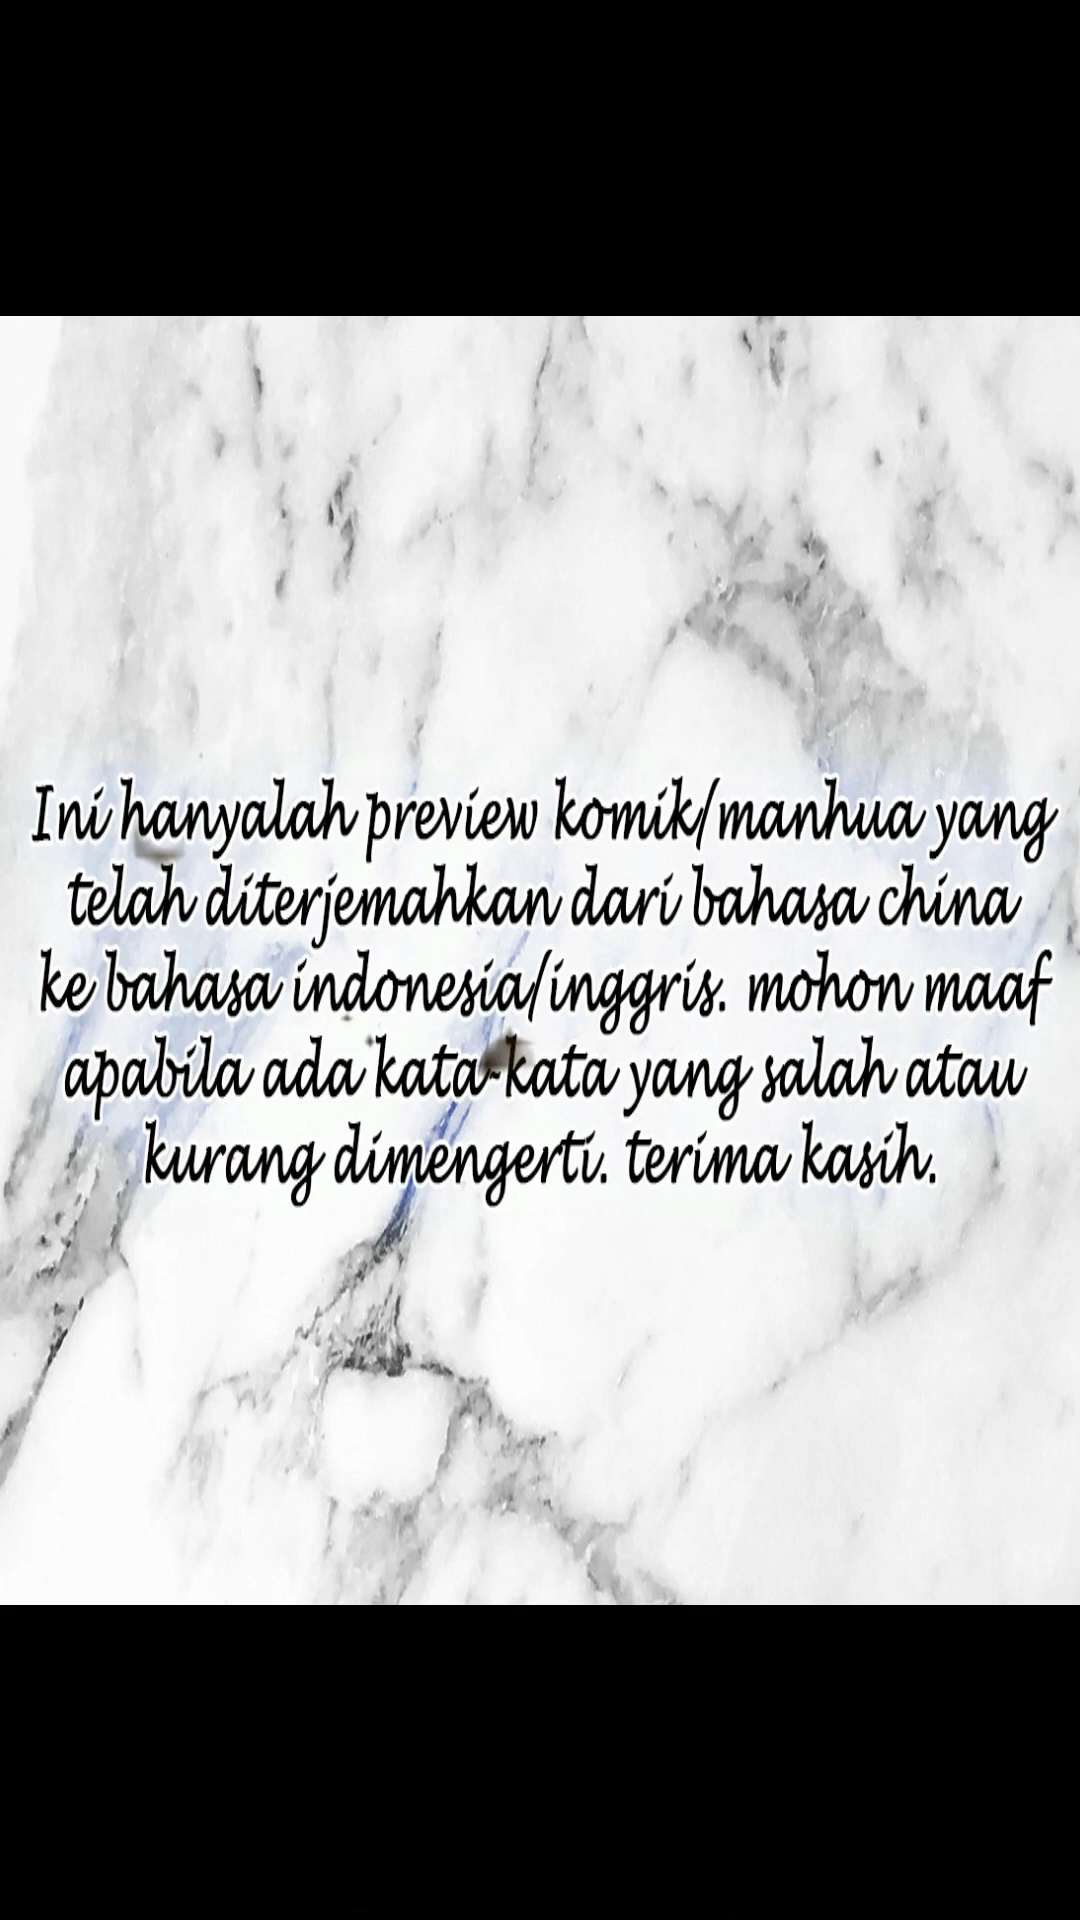 Ini hanyalah preview komik/manhua yang
telah diterjemahkan dari bahasa china
ke bahasa indonesia/inggris. mohon maaf
apabila ada kata-kata yang salah atau
kurang dimengerti. terima kasih.